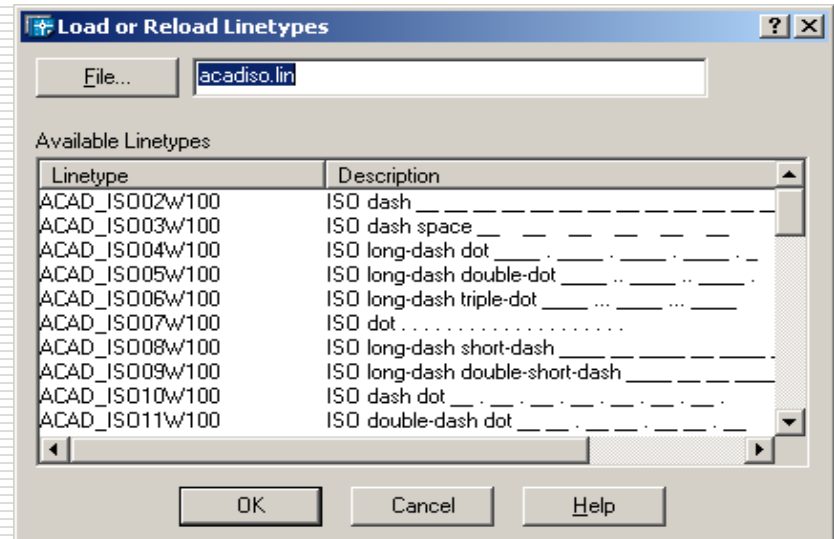 Load or Reload Linetypes
File... acadiso.lin
Available Linetypes
Linetype Description
ACAD_ISO02W100 ISO dash __ __ __ __ __ __ __ __ __ __ __ __ __
ACAD_ISO03W100 ISO dash space __ __ __ __ __ __
ACAD_ISO04W100 ISO long-dash dot ____ . ____ . ____ . ____ . _
ACAD_ISO05W100 ISO long-dash double-dot ____ .. ____ .. ____ .
ACAD_ISO06W100 ISO long-dash triple-dot ____ ... ____ ... ____
ACAD_ISO07W100 ISO dot . . . . . . . . . . . . . . . . . . . .
ACAD_ISO08W100 ISO long-dash short-dash ____ __ ____ __ ____ .
ACAD_ISO09W100 ISO long-dash double-short-dash ____ __ __ ____
ACAD_ISO10W100 ISO dash dot __ . __ . __ . __ . __ . __ . __ .
ACAD_ISO11W100 ISO double-dash dot __ __ . __ __ . __ __ . __
OK Cancel Help